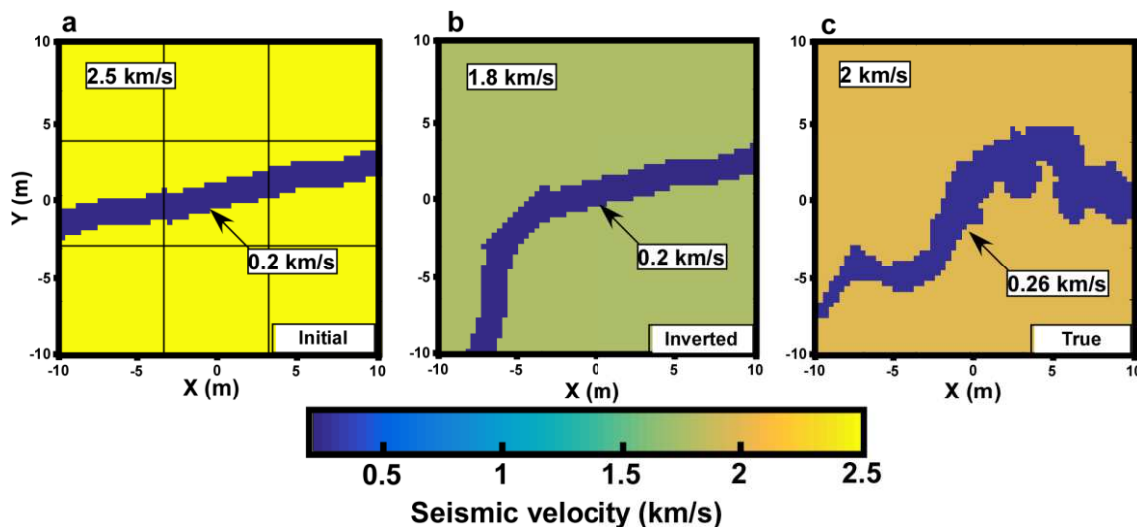 a
b
c
10
5
0
-5
-10
Y (m)
2.5 km/s
0.2 km/s
Initial
-10 -5 0 5 10
X (m)
10
5
0
-5
-10
1.8 km/s
0.2 km/s
Inverted
-10 -5 0 5 10
X (m)
10
5
0
-5
-10
2 km/s
0.26 km/s
True
-10 -5 0 5 10
X (m)
0.5 1 1.5 2 2.5
Seismic velocity (km/s)